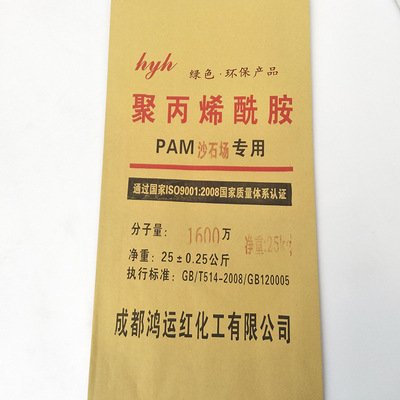 hyh 绿色·环保产品
聚丙烯酰胺
PAM沙石场专用
通过国家ISO9001:2008国家质量体系认证
分子量：1600万 净重:25kg
净重：25±0.25公斤
执行标准：GB/T514-2008/GB120005
成都鸿运红化工有限公司